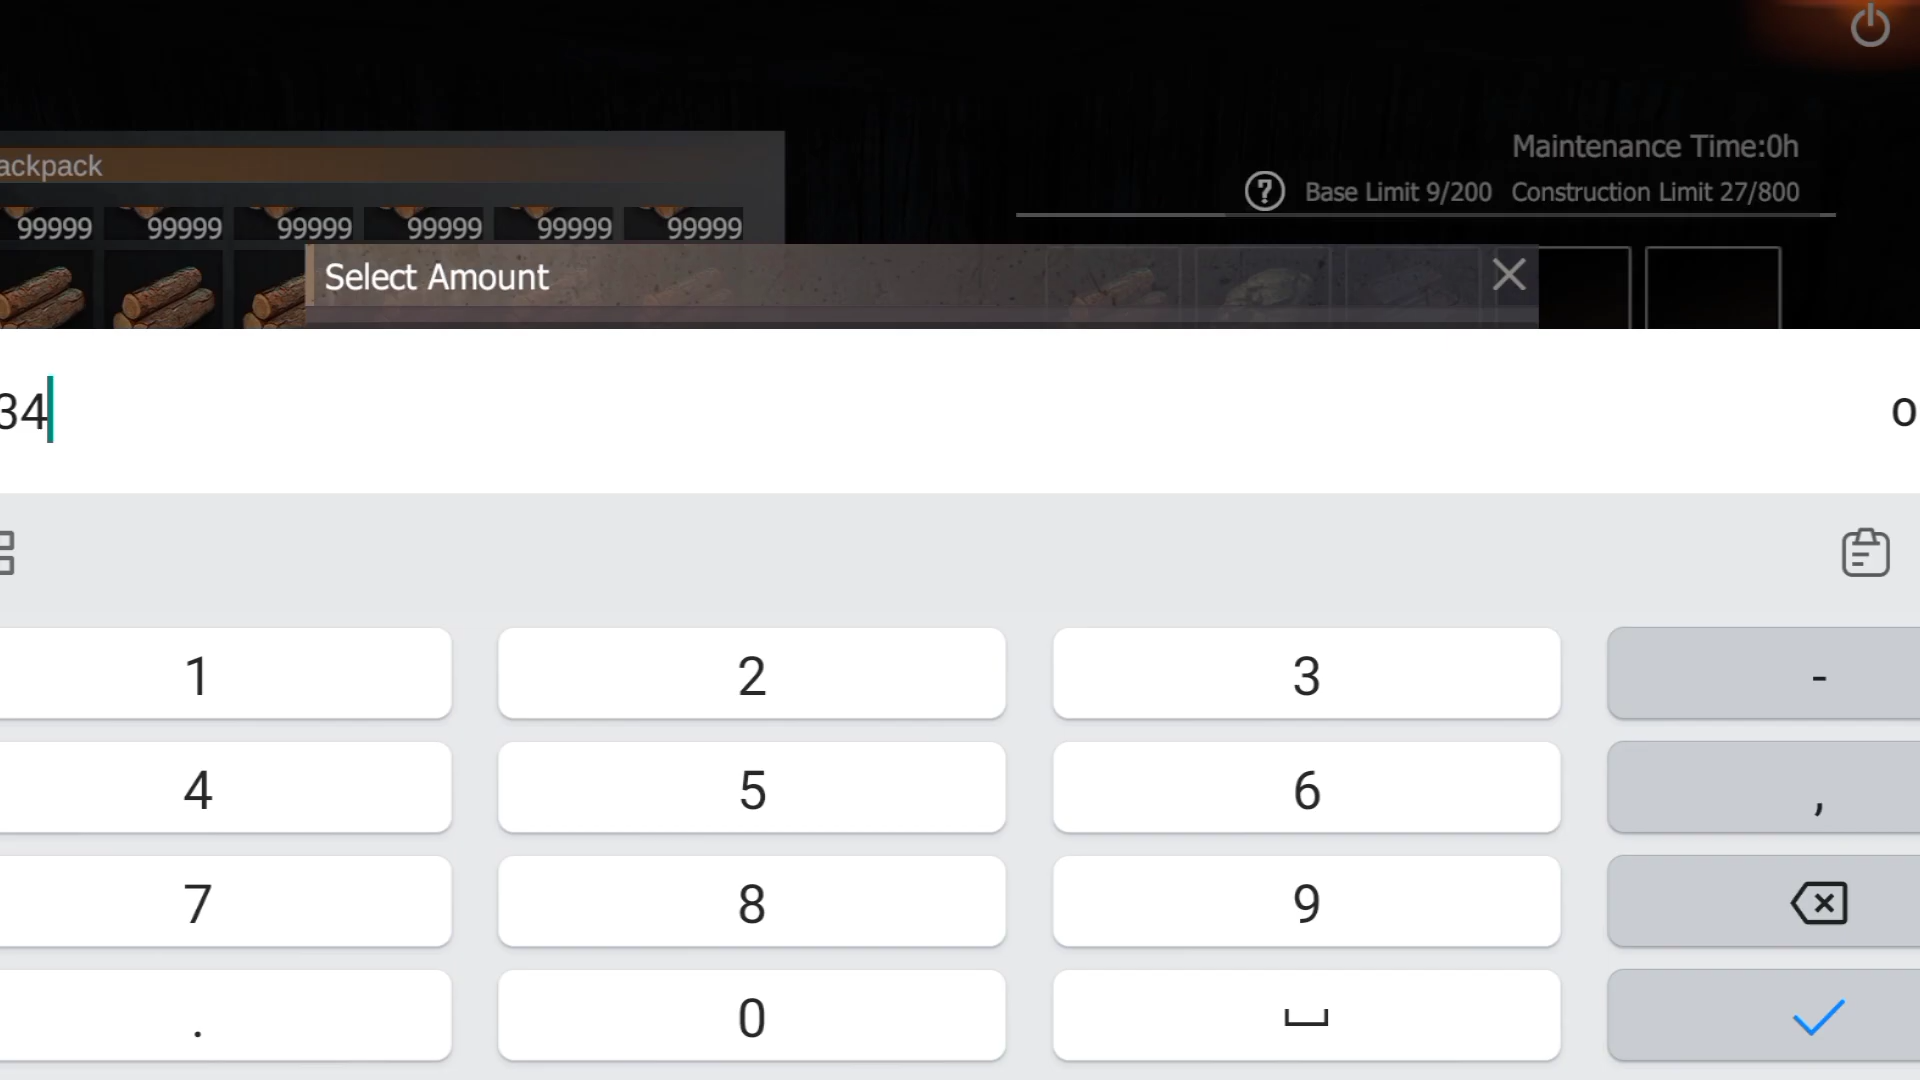 Maintenance Time:0h
ackpack
? Base Limit 9/200 Construction Limit 27/800
99999 99999 99999 99999 99999 99999
Select Amount
34
o
1 2 3 -
4 5 6 ,
7 8 9
. 0